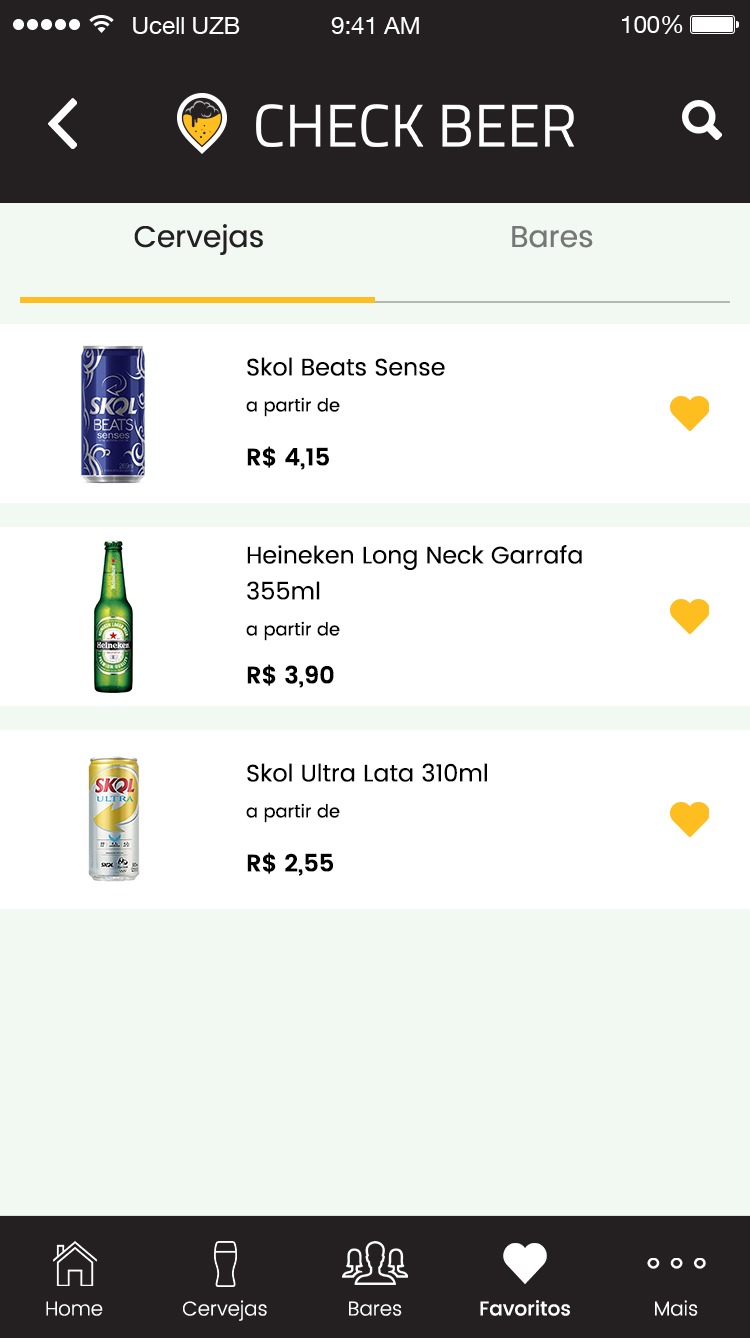 Ucell UZB 9:41 AM 100%
CHECK BEER
Cervejas Bares
Skol Beats Sense
a partir de
R$ 4,15
SKOL
BEATS
senses
Heineken Long Neck Garrafa
355ml
a partir de
R$ 3,90
Heineken
Skol Ultra Lata 310ml
a partir de
R$ 2,55
SKOL
ULTRA
SKOL
Home Cervejas Bares Favoritos Mais